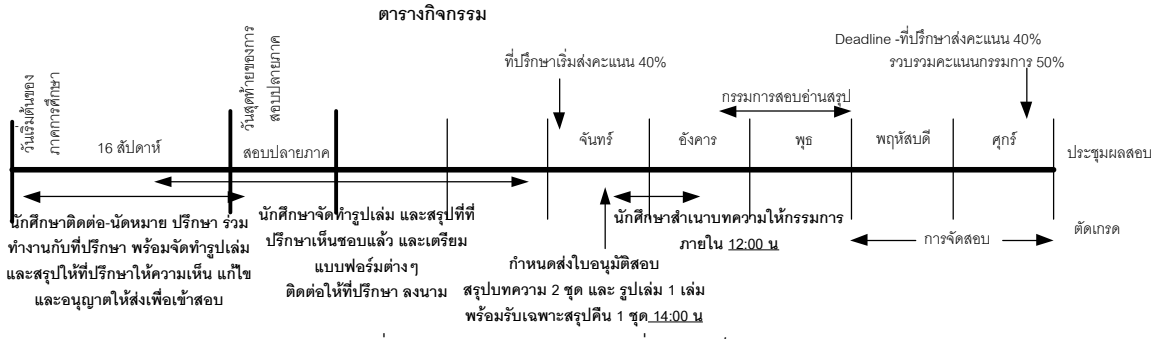 ตารางกิจกรรม
วันเริ่มต้นของ
ภาคการศึกษา
16 สัปดาห์
วันสุดท้ายของการ
สอบปลายภาค
สอบปลายภาค
ที่ปรึกษาเริ่มส่งคะแนน 40%
Deadline -ที่ปรึกษาส่งคะแนน 40%
รวบรวมคะแนนกรรมการ 50%
กรรมการสอบอ่านสรุป
จันทร์
อังคาร
พุธ
พฤหัสบดี
ศุกร์
ประชุมผลสอบ
นักศึกษาติดต่อ-นัดหมาย ปรึกษา ร่วม
ทำงานกับที่ปรึกษา พร้อมจัดทำรูปเล่ม
และสรุปให้ที่ปรึกษาให้ความเห็น แก้ไข
และอนุญาตให้ส่งเพื่อเข้าสอบ
นักศึกษาจัดทำรูปเล่ม และสรุปที่ที่
ปรึกษาเห็นชอบแล้ว และเตรียม
แบบฟอร์มต่างๆ
ติดต่อให้ที่ปรึกษา ลงนาม
กำหนดส่งใบอนุมัติสอบ
สรุปบทความ 2 ชุด และ รูปเล่ม 1 เล่ม
พร้อมรับเฉพาะสรุปคืน 1 ชุด 14:00 น
นักศึกษาสำเนาบทความให้กรรมการ
ภายใน 12:00 น
การจัดสอบ
ตัดเกรด